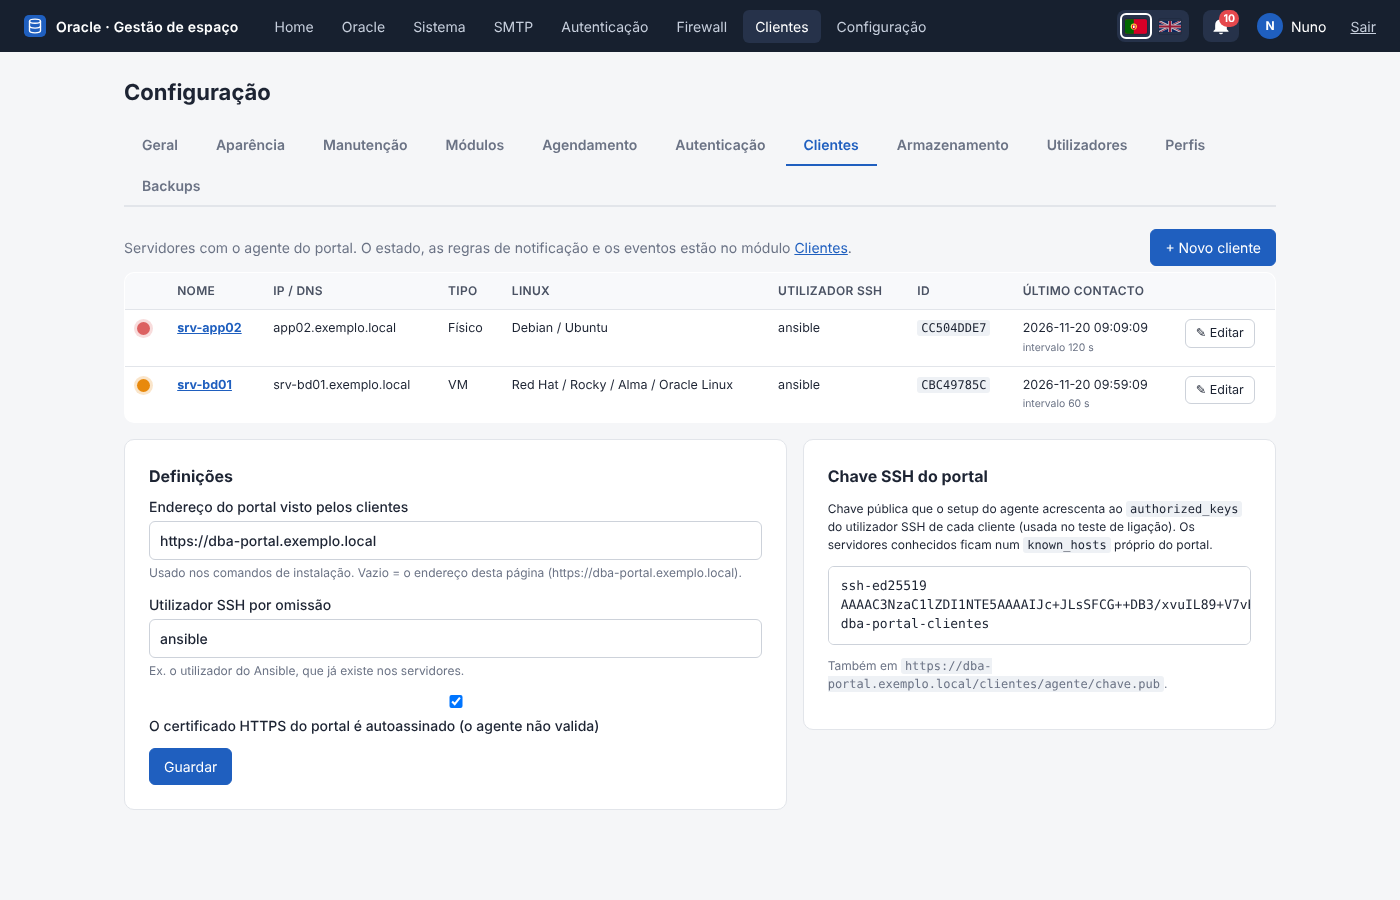 Oracle · Gestão de espaço
Home
Oracle
Sistema
SMTP
Autenticação
Firewall
Clientes
Configuração
10
N
Nuno
Sair
Configuração
Geral
Aparência
Manutenção
Módulos
Agendamento
Autenticação
Clientes
Armazenamento
Utilizadores
Perfis
Backups
Servidores com o agente do portal. O estado, as regras de notificação e os eventos estão no módulo Clientes.
+ Novo cliente
NOME IP / DNS TIPO LINUX UTILIZADOR SSH ID ÚLTIMO CONTACTO
srv-app02 app02.exemplo.local Físico Debian / Ubuntu ansible CC504DDE7 2026-11-20 09:09:09 ✎ Editar
intervalo 120 s
srv-bd01 srv-bd01.exemplo.local VM Red Hat / Rocky / Alma / Oracle Linux ansible CBC49785C 2026-11-20 09:59:09 ✎ Editar
intervalo 60 s
Definições
Endereço do portal visto pelos clientes
https://dba-portal.exemplo.local
Usado nos comandos de instalação. Vazio = o endereço desta página (https://dba-portal.exemplo.local).
Utilizador SSH por omissão
ansible
Ex. o utilizador do Ansible, que já existe nos servidores.
O certificado HTTPS do portal é autoassinado (o agente não valida)
Guardar
Chave SSH do portal
Chave pública que o setup do agente acrescenta ao authorized_keys
do utilizador SSH de cada cliente (usada no teste de ligação). Os
servidores conhecidos ficam num known_hosts próprio do portal.
ssh-ed25519
AAAAC3NzaC1lZDI1NTE5AAAAIJc+JLsSFCG++DB3/xvuIL89+V7v
dba-portal-clientes
Também em https://dba-
portal.exemplo.local/clientes/agente/chave.pub.